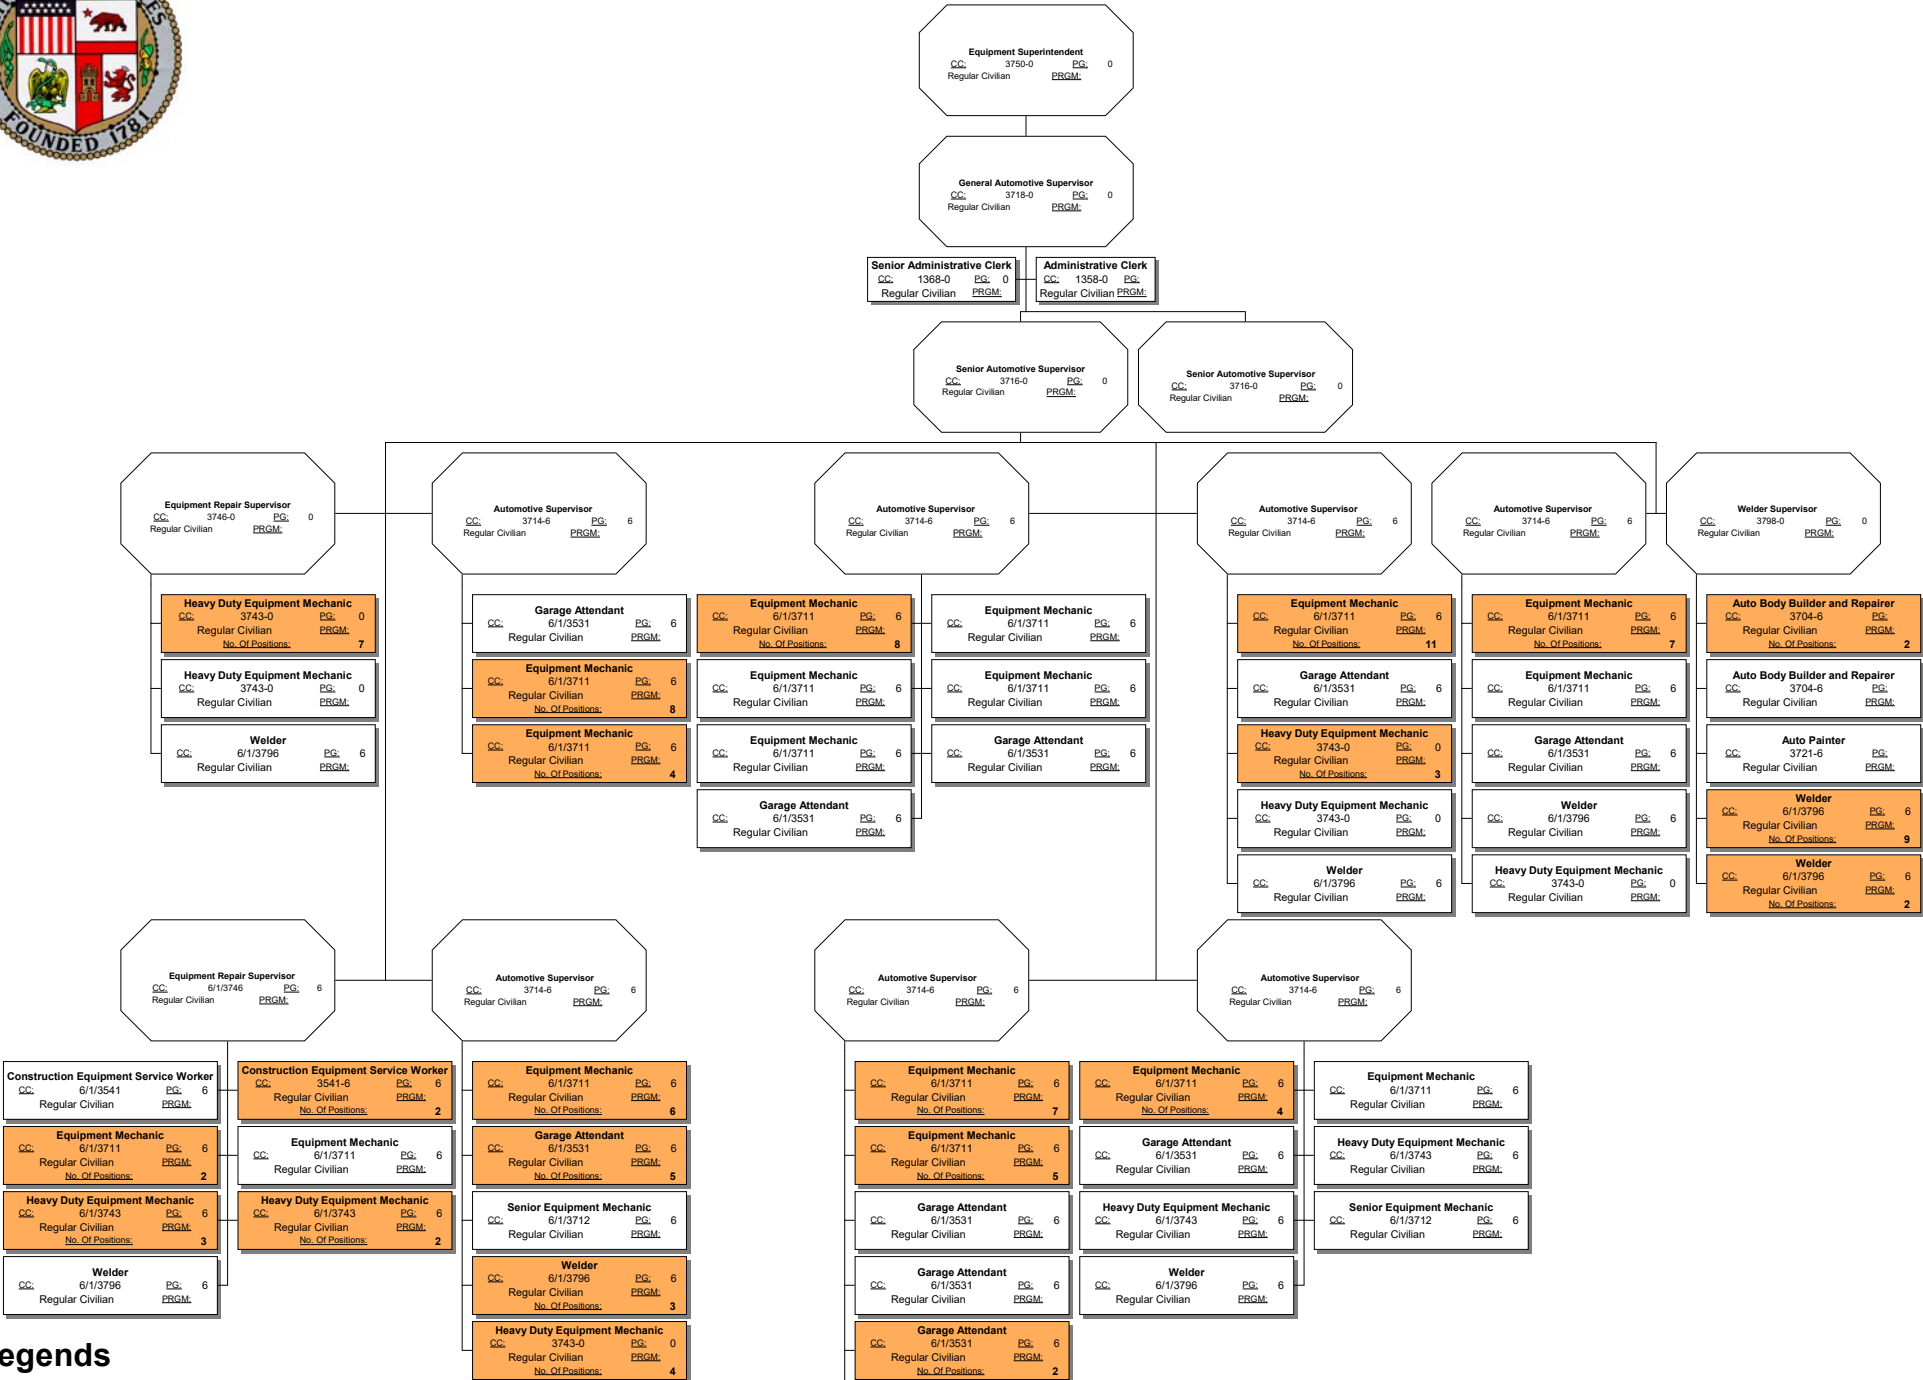 FOUNDED 1781
Equipment Superintendent
CC: 3750-0 PG: 0
Regular Civilian PRGM:
General Automotive Supervisor
CC: 3718-0 PG: 0
Regular Civilian PRGM:
Senior Administrative Clerk
CC: 1368-0 PG: 0
Regular Civilian PRGM:
Administrative Clerk
CC: 1358-0 PG:
Regular Civilian PRGM:
Senior Automotive Supervisor
CC: 3716-0 PG: 0
Regular Civilian PRGM:
Senior Automotive Supervisor
CC: 3716-0 PG: 0
Regular Civilian PRGM:
Equipment Repair Supervisor
CC: 3746-0 PG: 0
Regular Civilian PRGM:
Automotive Supervisor
CC: 3714-6 PG: 6
Regular Civilian PRGM:
Automotive Supervisor
CC: 3714-6 PG: 6
Regular Civilian PRGM:
Automotive Supervisor
CC: 3714-6 PG: 6
Regular Civilian PRGM:
Automotive Supervisor
CC: 3714-6 PG: 6
Regular Civilian PRGM:
Welder Supervisor
CC: 3798-0 PG: 0
Regular Civilian PRGM:
Heavy Duty Equipment Mechanic
CC: 3743-0 PG: 0
Regular Civilian PRGM:
No. Of Positions: 7
Heavy Duty Equipment Mechanic
CC: 3743-0 PG: 0
Regular Civilian PRGM:
Welder
CC: 6/1/3796 PG: 6
Regular Civilian PRGM:
Garage Attendant
CC: 6/1/3531 PG: 6
Regular Civilian PRGM:
Equipment Mechanic
CC: 6/1/3711 PG: 6
Regular Civilian PRGM:
No. Of Positions: 8
Equipment Mechanic
CC: 6/1/3711 PG: 6
Regular Civilian PRGM:
No. Of Positions: 4
Equipment Mechanic
CC: 6/1/3711 PG: 6
Regular Civilian PRGM:
No. Of Positions: 8
Equipment Mechanic
CC: 6/1/3711 PG: 6
Regular Civilian PRGM:
Equipment Mechanic
CC: 6/1/3711 PG: 6
Regular Civilian PRGM:
Garage Attendant
CC: 6/1/3531 PG: 6
Regular Civilian PRGM:
Equipment Mechanic
CC: 6/1/3711 PG: 6
Regular Civilian PRGM:
Equipment Mechanic
CC: 6/1/3711 PG: 6
Regular Civilian PRGM:
Garage Attendant
CC: 6/1/3531 PG: 6
Regular Civilian PRGM:
Equipment Mechanic
CC: 6/1/3711 PG: 6
Regular Civilian PRGM:
No. Of Positions: 11
Garage Attendant
CC: 6/1/3531 PG: 6
Regular Civilian PRGM:
Heavy Duty Equipment Mechanic
CC: 3743-0 PG: 0
Regular Civilian PRGM:
No. Of Positions: 3
Heavy Duty Equipment Mechanic
CC: 3743-0 PG: 0
Regular Civilian PRGM:
Welder
CC: 6/1/3796 PG: 6
Regular Civilian PRGM:
Equipment Mechanic
CC: 6/1/3711 PG: 6
Regular Civilian PRGM:
No. Of Positions: 7
Equipment Mechanic
CC: 6/1/3711 PG: 6
Regular Civilian PRGM:
Garage Attendant
CC: 6/1/3531 PG: 6
Regular Civilian PRGM:
Welder
CC: 6/1/3796 PG: 6
Regular Civilian PRGM:
Heavy Duty Equipment Mechanic
CC: 3743-0 PG: 0
Regular Civilian PRGM:
Auto Body Builder and Repairer
CC: 3704-6 PG:
Regular Civilian PRGM:
No. Of Positions: 2
Auto Body Builder and Repairer
CC: 3704-6 PG:
Regular Civilian PRGM:
Auto Painter
CC: 3721-6 PG:
Regular Civilian PRGM:
Welder
CC: 6/1/3796 PG: 6
Regular Civilian PRGM:
No. Of Positions: 9
Welder
CC: 6/1/3796 PG: 6
Regular Civilian PRGM:
No. Of Positions: 2
Equipment Repair Supervisor
CC: 6/1/3746 PG: 6
Regular Civilian PRGM:
Automotive Supervisor
CC: 3714-6 PG: 6
Regular Civilian PRGM:
Automotive Supervisor
CC: 3714-6 PG: 6
Regular Civilian PRGM:
Automotive Supervisor
CC: 3714-6 PG: 6
Regular Civilian PRGM:
Construction Equipment Service Worker
CC: 6/1/3541 PG: 6
Regular Civilian PRGM:
Equipment Mechanic
CC: 6/1/3711 PG: 6
Regular Civilian PRGM:
No. Of Positions: 2
Heavy Duty Equipment Mechanic
CC: 6/1/3743 PG: 6
Regular Civilian PRGM:
No. Of Positions: 3
Welder
CC: 6/1/3796 PG: 6
Regular Civilian PRGM:
Construction Equipment Service Worker
CC: 3541-6 PG: 6
Regular Civilian PRGM:
No. Of Positions: 2
Equipment Mechanic
CC: 6/1/3711 PG: 6
Regular Civilian PRGM:
Heavy Duty Equipment Mechanic
CC: 6/1/3743 PG: 6
Regular Civilian PRGM:
No. Of Positions: 2
Equipment Mechanic
CC: 6/1/3711 PG: 6
Regular Civilian PRGM:
No. Of Positions: 6
Garage Attendant
CC: 6/1/3531 PG: 6
Regular Civilian PRGM:
No. Of Positions: 5
Senior Equipment Mechanic
CC: 6/1/3712 PG: 6
Regular Civilian PRGM:
Welder
CC: 6/1/3796 PG: 6
Regular Civilian PRGM:
No. Of Positions: 3
Heavy Duty Equipment Mechanic
CC: 3743-0 PG: 0
Regular Civilian PRGM:
No. Of Positions: 4
Equipment Mechanic
CC: 6/1/3711 PG: 6
Regular Civilian PRGM:
No. Of Positions: 7
Equipment Mechanic
CC: 6/1/3711 PG: 6
Regular Civilian PRGM:
No. Of Positions: 5
Garage Attendant
CC: 6/1/3531 PG: 6
Regular Civilian PRGM:
Garage Attendant
CC: 6/1/3531 PG: 6
Regular Civilian PRGM:
Garage Attendant
CC: 6/1/3531 PG: 6
Regular Civilian PRGM:
No. Of Positions: 2
Equipment Mechanic
CC: 6/1/3711 PG: 6
Regular Civilian PRGM:
No. Of Positions: 4
Garage Attendant
CC: 6/1/3531 PG: 6
Regular Civilian PRGM:
Heavy Duty Equipment Mechanic
CC: 6/1/3743 PG: 6
Regular Civilian PRGM:
Welder
CC: 6/1/3796 PG: 6
Regular Civilian PRGM:
Equipment Mechanic
CC: 6/1/3711 PG: 6
Regular Civilian PRGM:
Heavy Duty Equipment Mechanic
CC: 6/1/3743 PG: 6
Regular Civilian PRGM:
Senior Equipment Mechanic
CC: 6/1/3712 PG: 6
Regular Civilian PRGM:
egends